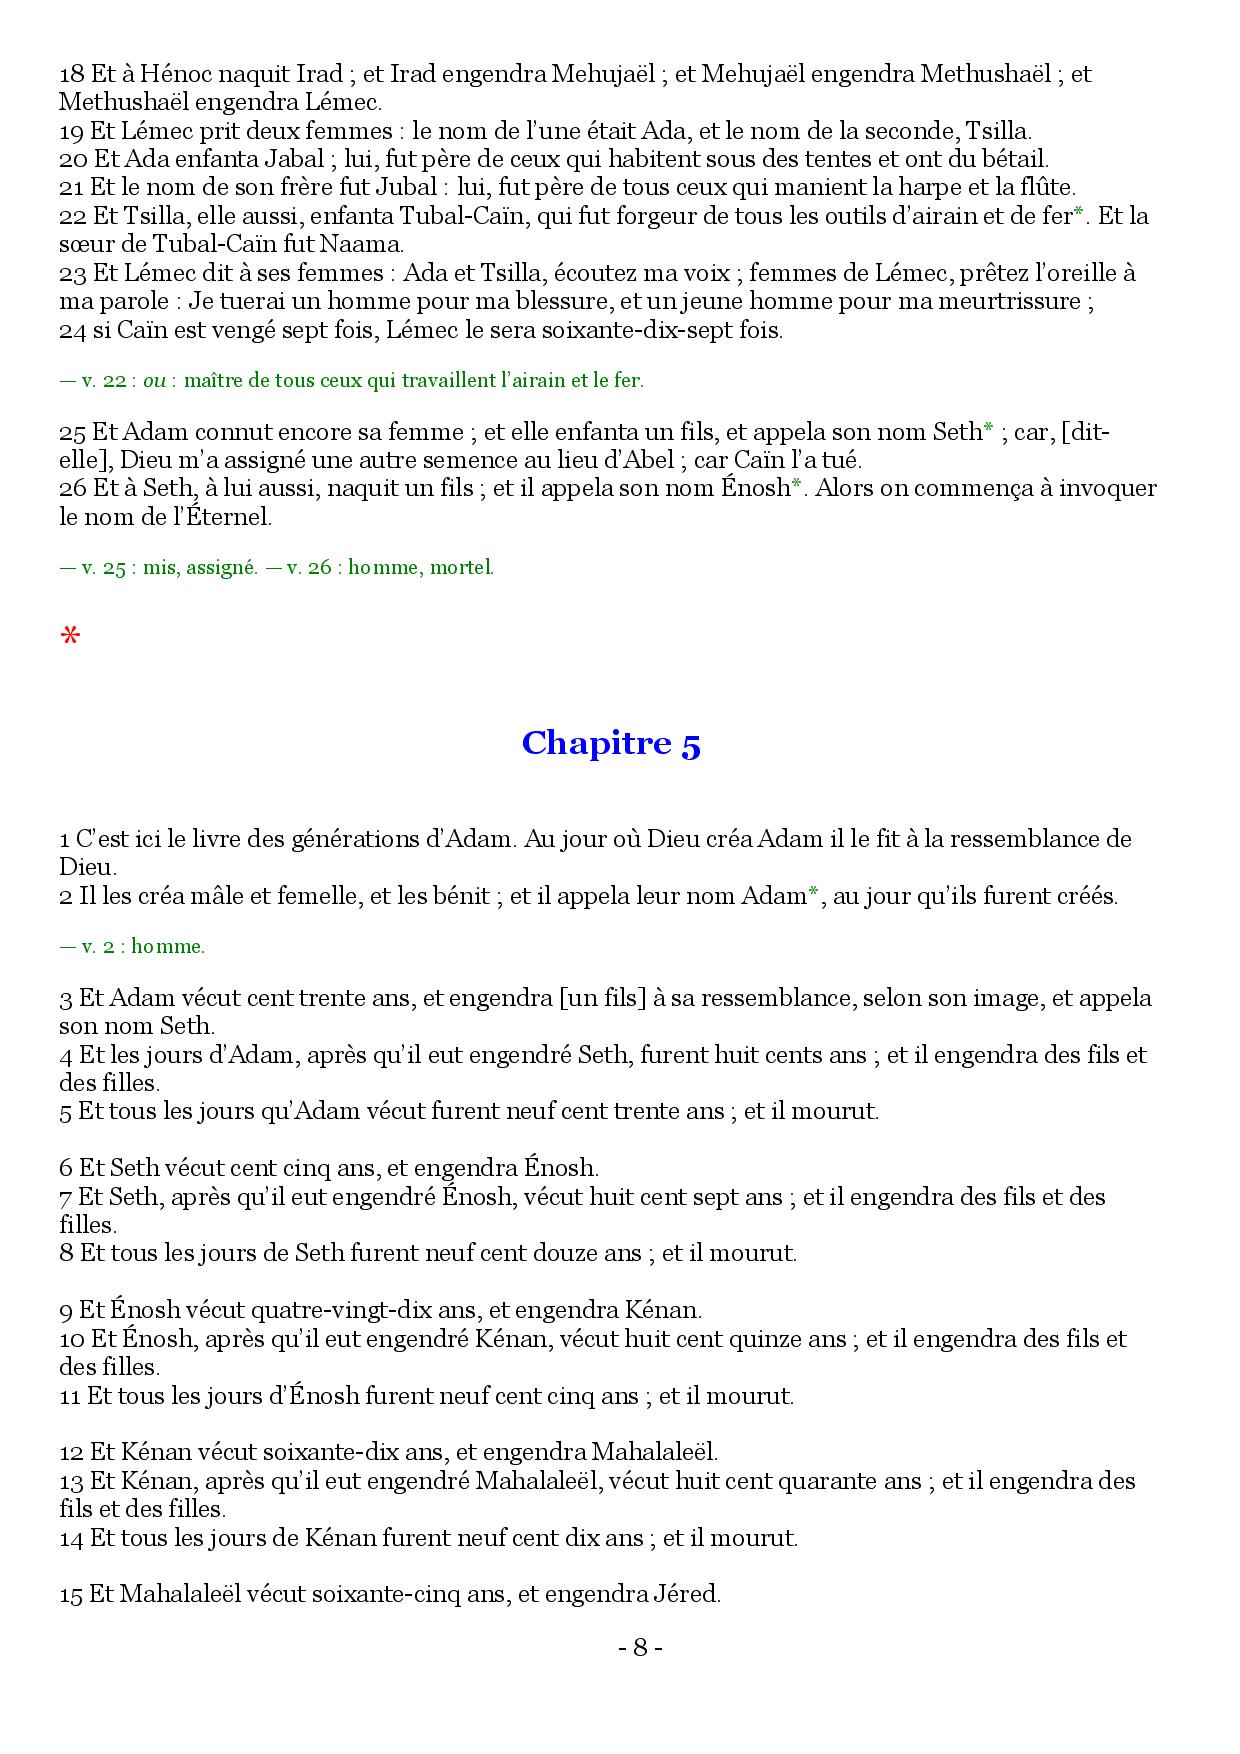 18 Et à Hénoc naquit Irad ; et Irad engendra Mehujaël ; et Mehujaël engendra Methushaël ; et
Methushaël engendra Lémec.
19 Et Lémec prit deux femmes : le nom de l’une était Ada, et le nom de la seconde, Tsilla.
20 Et Ada enfanta Jabal ; lui, fut père de ceux qui habitent sous des tentes et ont du bétail.
21 Et le nom de son frère fut Jubal : lui, fut père de tous ceux qui manient la harpe et la flûte.
22 Et Tsilla, elle aussi, enfanta Tubal-Caïn, qui fut forgeur de tous les outils d’airain et de fer*. Et la
sœur de Tubal-Caïn fut Naama.
23 Et Lémec dit à ses femmes : Ada et Tsilla, écoutez ma voix ; femmes de Lémec, prêtez l’oreille à
ma parole : Je tuerai un homme pour ma blessure, et un jeune homme pour ma meurtrissure ;
24 si Caïn est vengé sept fois, Lémec le sera soixante-dix-sept fois.
— v. 22 : ou : maître de tous ceux qui travaillent l’airain et le fer.
25 Et Adam connut encore sa femme ; et elle enfanta un fils, et appela son nom Seth* ; car, [dit-
elle], Dieu m’a assigné une autre semence au lieu d’Abel ; car Caïn l’a tué.
26 Et à Seth, à lui aussi, naquit un fils ; et il appela son nom Énosh*. Alors on commença à invoquer
le nom de l’Éternel.
— v. 25 : mis, assigné. — v. 26 : homme, mortel.
*
Chapitre 5
1 C’est ici le livre des générations d’Adam. Au jour où Dieu créa Adam il le fit à la ressemblance de
Dieu.
2 Il les créa mâle et femelle, et les bénit ; et il appela leur nom Adam*, au jour qu’ils furent créés.
— v. 2 : homme.
3 Et Adam vécut cent trente ans, et engendra [un fils] à sa ressemblance, selon son image, et appela
son nom Seth.
4 Et les jours d’Adam, après qu’il eut engendré Seth, furent huit cents ans ; et il engendra des fils et
des filles.
5 Et tous les jours qu’Adam vécut furent neuf cent trente ans ; et il mourut.
6 Et Seth vécut cent cinq ans, et engendra Énosh.
7 Et Seth, après qu’il eut engendré Énosh, vécut huit cent sept ans ; et il engendra des fils et des
filles.
8 Et tous les jours de Seth furent neuf cent douze ans ; et il mourut.
9 Et Énosh vécut quatre-vingt-dix ans, et engendra Kénan.
10 Et Énosh, après qu’il eut engendré Kénan, vécut huit cent quinze ans ; et il engendra des fils et
des filles.
11 Et tous les jours d’Énosh furent neuf cent cinq ans ; et il mourut.
12 Et Kénan vécut soixante-dix ans, et engendra Mahalaleël.
13 Et Kénan, après qu’il eut engendré Mahalaleël, vécut huit cent quarante ans ; et il engendra des
fils et des filles.
14 Et tous les jours de Kénan furent neuf cent dix ans ; et il mourut.
15 Et Mahalaleël vécut soixante-cinq ans, et engendra Jéred.
- 8 -